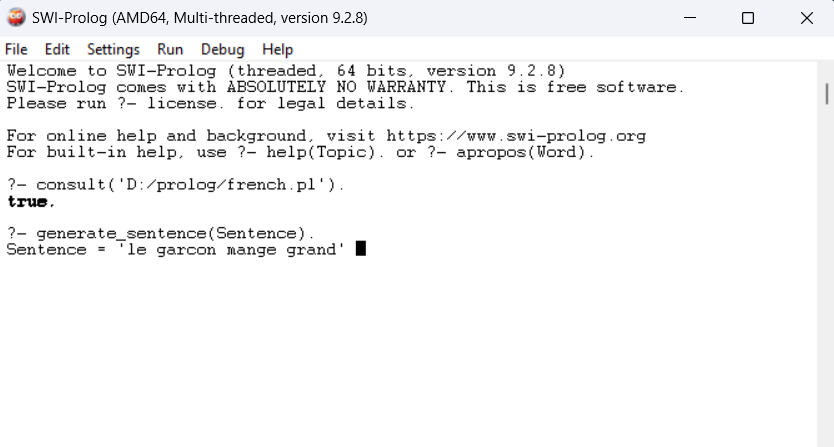 SWI-Prolog (AMD64, Multi-threaded, version 9.2.8)
File Edit Settings Run Debug Help
Welcome to SWI-Prolog (threaded, 64 bits, version 9.2.8)
SWI-Prolog comes with ABSOLUTELY NO WARRANTY. This is free software.
Please run ?- license. for legal details.
For online help and background, visit https://www.swi-prolog.org
For built-in help, use ?- help(Topic). or ?- apropos(Word).
?- consult('D:/prolog/french.pl').
true.
?- generate_sentence(Sentence).
Sentence = 'le garcon mange grand'